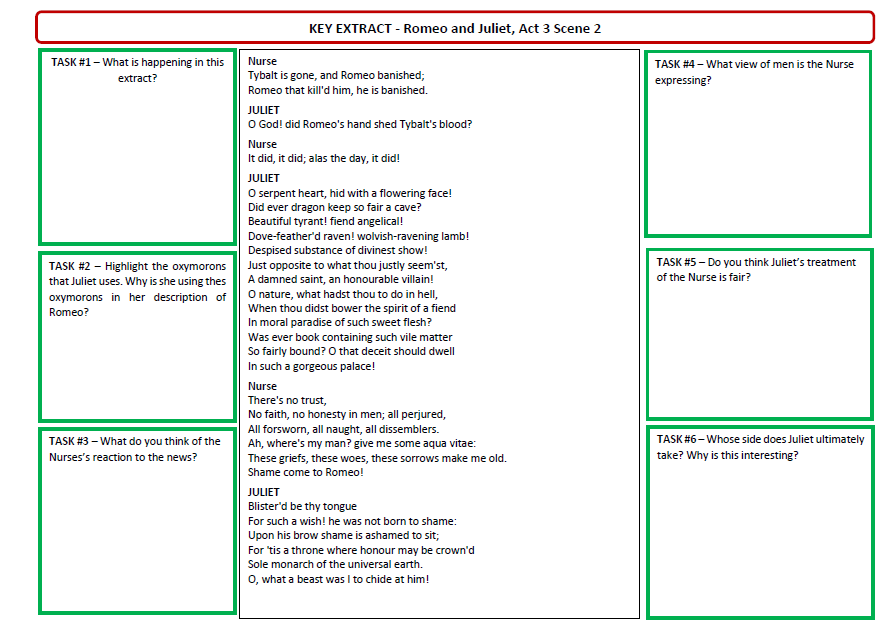 KEY EXTRACT - Romeo and Juliet, Act 3 Scene 2
TASK #1 – What is happening in this
extract?
TASK #2 – Highlight the oxymorons
that Juliet uses. Why is she using thes
oxymorons in her description of
Romeo?
TASK #3 – What do you think of the
Nurses's reaction to the news?
Nurse
Tybalt is gone, and Romeo banished;
Romeo that kill'd him, he is banished.
JULIET
O God! did Romeo's hand shed Tybalt's blood?
Nurse
It did, it did; alas the day, it did!
JULIET
O serpent heart, hid with a flowering face!
Did ever dragon keep so fair a cave?
Beautiful tyrant! fiend angelical!
Dove-feather'd raven! wolvish-ravening lamb!
Despised substance of divinest show!
Just opposite to what thou justly seem'st,
A damned saint, an honourable villain!
O nature, what hadst thou to do in hell,
When thou didst bower the spirit of a fiend
In moral paradise of such sweet flesh?
Was ever book containing such vile matter
So fairly bound? O that deceit should dwell
In such a gorgeous palace!
Nurse
There's no trust,
No faith, no honesty in men; all perjured,
All forsworn, all naught, all dissemblers.
Ah, where's my man? give me some aqua vitae:
These griefs, these woes, these sorrows make me old.
Shame come to Romeo!
JULIET
Blister'd be thy tongue
For such a wish! he was not born to shame:
Upon his brow shame is ashamed to sit;
For 'tis a throne where honour may be crown'd
Sole monarch of the universal earth.
O, what a beast was I to chide at him!
TASK #4 – What view of men is the Nurse
expressing?
TASK #5 – Do you think Juliet's treatment
of the Nurse is fair?
TASK #6 – Whose side does Juliet ultimately
take? Why is this interesting?